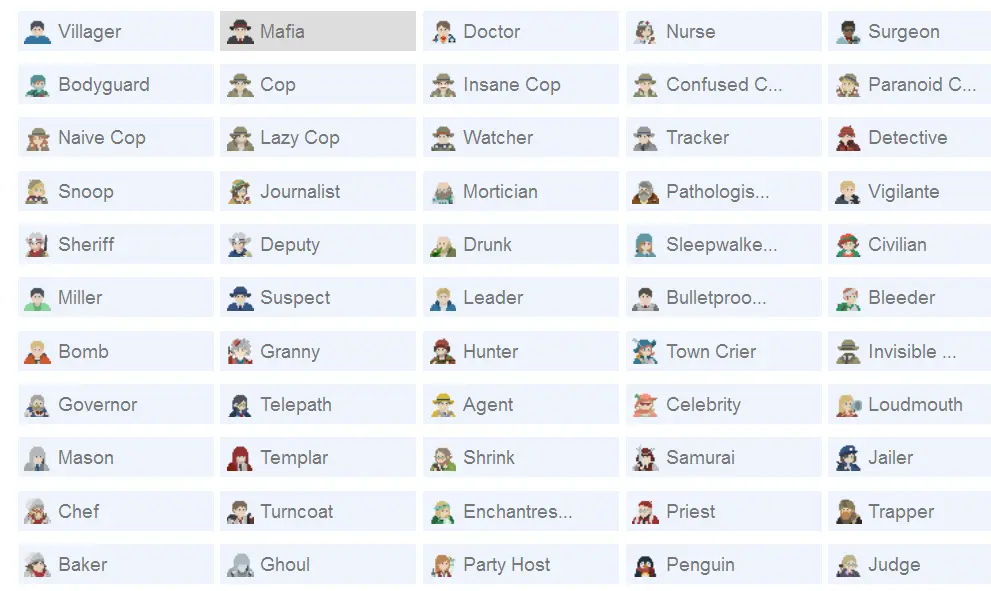 Villager Mafia Doctor Nurse Surgeon
Bodyguard Cop Insane Cop Confused C... Paranoid C...
Naive Cop Lazy Cop Watcher Tracker Detective
Snoop Journalist Mortician Pathologis... Vigilante
Sheriff Deputy Drunk Sleepwalke... Civilian
Miller Suspect Leader Bulletproo... Bleeder
Bomb Granny Hunter Town Crier Invisible ...
Governor Telepath Agent Celebrity Loudmouth
Mason Templar Shrink Samurai Jailer
Chef Turncoat Enchantres... Priest Trapper
Baker Ghoul Party Host Penguin Judge